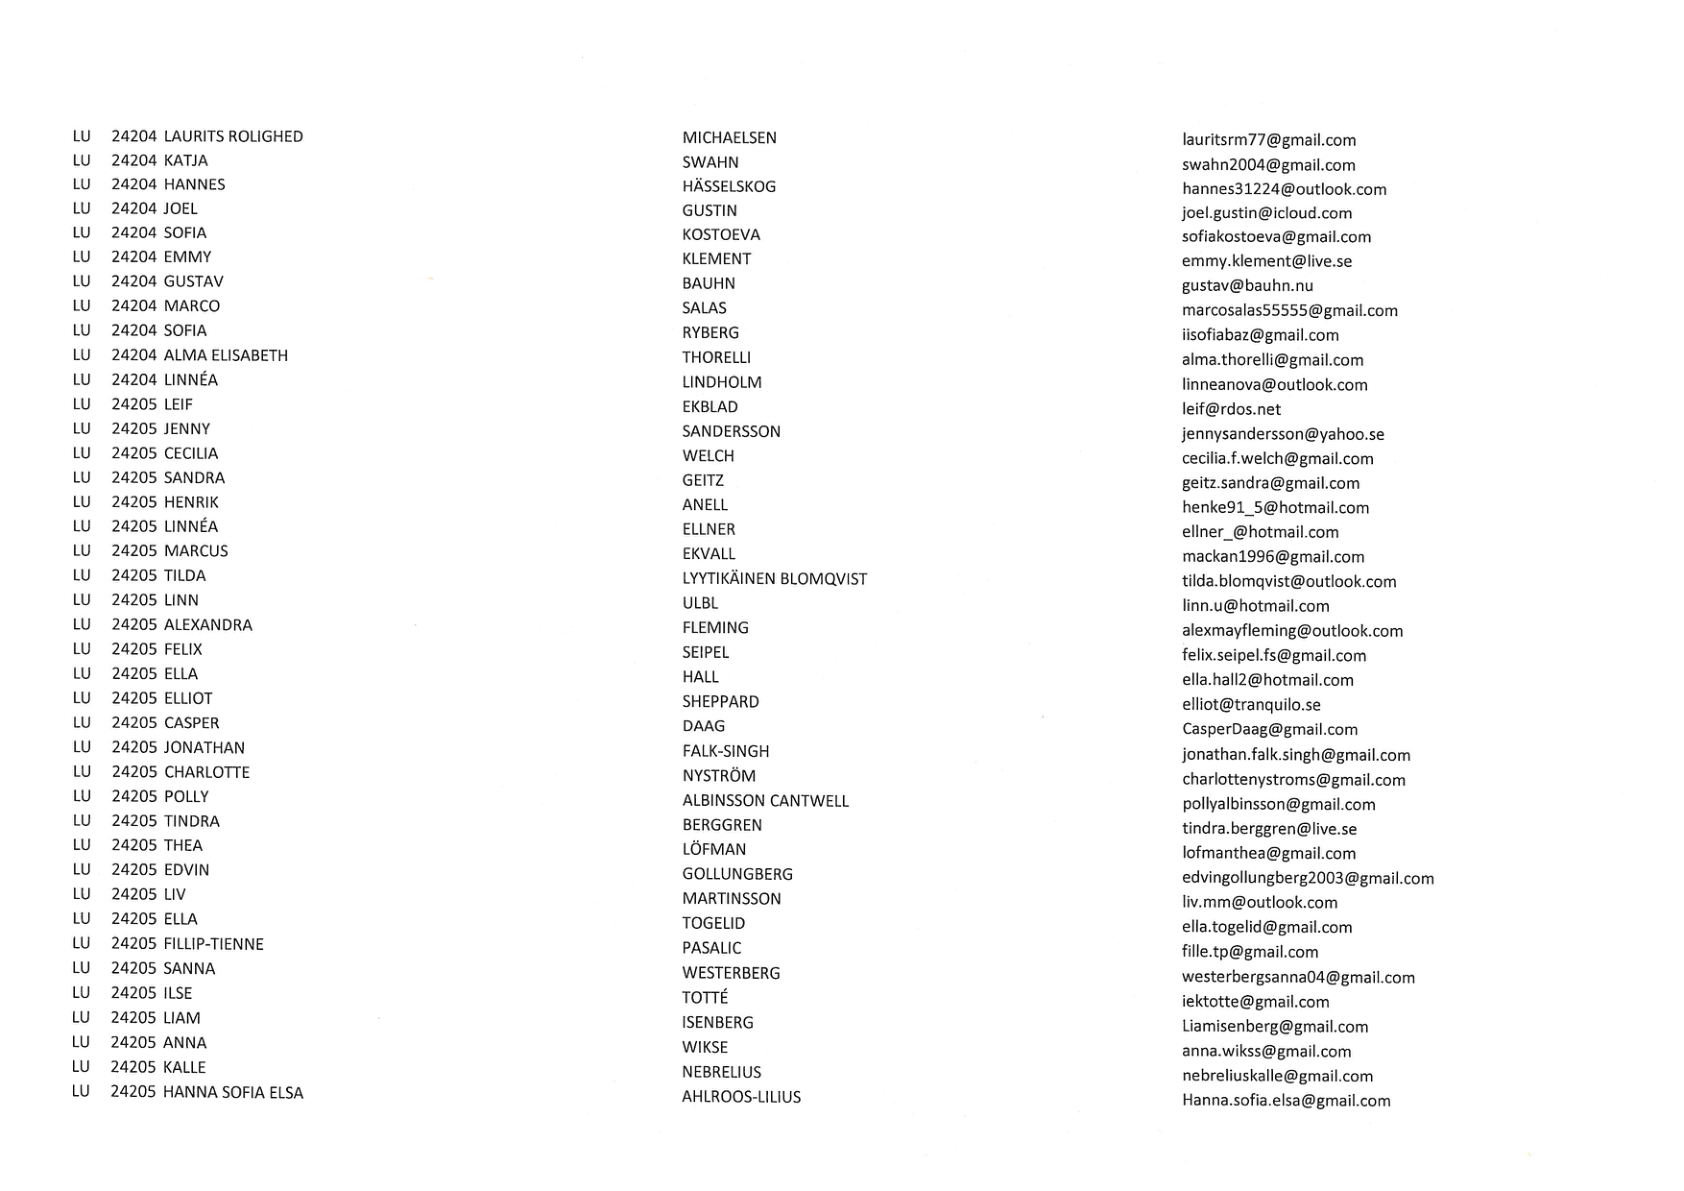 LU 24204 LAURITS ROLIGHED MICHAELSEN lauritsrm77@gmail.com
LU 24204 KATJA SWAHN swahn2004@gmail.com
LU 24204 HANNES HÄSSELSKOG hannes31224@outlook.com
LU 24204 JOEL GUSTIN joel.gustin@icloud.com
LU 24204 SOFIA KOSTOEVA sofiakostoeva@gmail.com
LU 24204 EMMY KLEMENT emmy.klement@live.se
LU 24204 GUSTAV BAUHN gustav@bauhn.nu
LU 24204 MARCO SALAS marcosalas55555@gmail.com
LU 24204 SOFIA RYBERG iisofiabaz@gmail.com
LU 24204 ALMA ELISABETH THORELLI alma.thorelli@gmail.com
LU 24204 LINNÉA LINDHOLM linneanova@outlook.com
LU 24205 LEIF EKBLAD leif@rdos.net
LU 24205 JENNY SANDERSSON jennysandersson@yahoo.se
LU 24205 CECILIA WELCH cecilia.f.welch@gmail.com
LU 24205 SANDRA GEITZ geitz.sandra@gmail.com
LU 24205 HENRIK ANELL henke91_5@hotmail.com
LU 24205 LINNÉA ELLNER ellner_@hotmail.com
LU 24205 MARCUS EKVALL mackan1996@gmail.com
LU 24205 TILDA LYYTIKÄINEN BLOMQVIST tilda.blomqvist@outlook.com
LU 24205 LINN ULBL linn.u@hotmail.com
LU 24205 ALEXANDRA FLEMING alexmayfleming@outlook.com
LU 24205 FELIX SEIPEL felix.seipel.fs@gmail.com
LU 24205 ELLA HALL ella.hall2@hotmail.com
LU 24205 ELLIOT SHEPPARD elliot@tranquilo.se
LU 24205 CASPER DAAG CasperDaag@gmail.com
LU 24205 JONATHAN FALK-SINGH jonathan.falk.singh@gmail.com
LU 24205 CHARLOTTE NYSTRÖM charlottenystroms@gmail.com
LU 24205 POLLY ALBINSSON CANTWELL pollyalbinsson@gmail.com
LU 24205 TINDRA BERGGREN tindra.berggren@live.se
LU 24205 THEA LÖFMAN lofmanthea@gmail.com
LU 24205 EDVIN GOLLUNGBERG edvingollungberg2003@gmail.com
LU 24205 LIV MARTINSSON liv.mm@outlook.com
LU 24205 ELLA TOGELID ella.togelid@gmail.com
LU 24205 FILLIP-TIENNE PASALIC fille.tp@gmail.com
LU 24205 SANNA WESTERBERG westerbergsanna04@gmail.com
LU 24205 ILSE TOTTÉ iektotte@gmail.com
LU 24205 LIAM ISENBERG Liamisenberg@gmail.com
LU 24205 ANNA WIKSE anna.wikss@gmail.com
LU 24205 KALLE NEBRELIUS nebreliuskalle@gmail.com
LU 24205 HANNA SOFIA ELSA AHLROOS-LILIUS Hanna.sofia.elsa@gmail.com